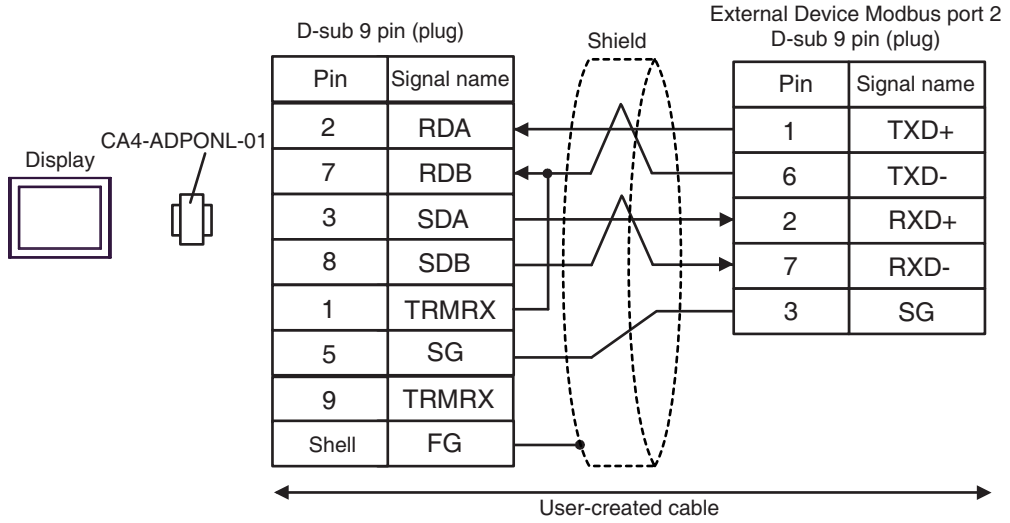 External Device Modbus port 2
D-sub 9 pin (plug)
D-sub 9 pin (plug)
Shield
Pin Signal name
2 RDA
7 RDB
3 SDA
8 SDB
1 TRMRX
5 SG
9 TRMRX
Shell FG
Pin Signal name
1 TXD+
6 TXD-
2 RXD+
7 RXD-
3 SG
CA4-ADPONL-01
Display
User-created cable